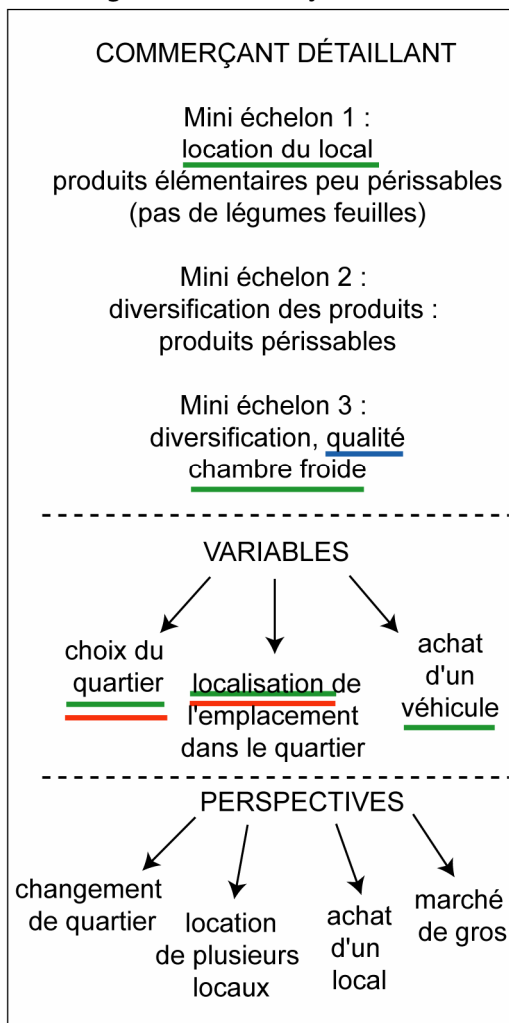 COMMERÇANT DÉTAILLANT
Mini échelon 1 :
location du local
produits élémentaires peu périssables
(pas de légumes feuilles)
Mini échelon 2 :
diversification des produits :
produits périssables
Mini échelon 3 :
diversification, qualité
chambre froide
VARIABLES
choix du
quartier
localisation de
l'emplacement
dans le quartier
achat
d'un
véhicule
PERSPECTIVES
changement
de quartier
location
de plusieurs
locaux
achat
d'un
local
marché
de gros